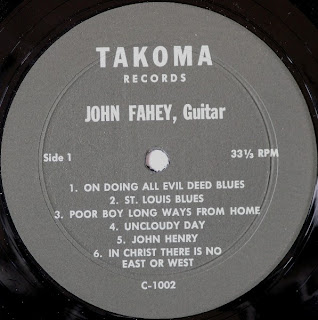 TAKOMA
RECORDS
JOHN FAHEY, Guitar
Side 1 33⅓ RPM
1. ON DOING ALL EVIL DEED BLUES
2. ST. LOUIS BLUES
3. POOR BOY LONG WAYS FROM HOME
4. UNCLOUDY DAY
5. JOHN HENRY
6. IN CHRIST THERE IS NO
EAST OR WEST
C-1002